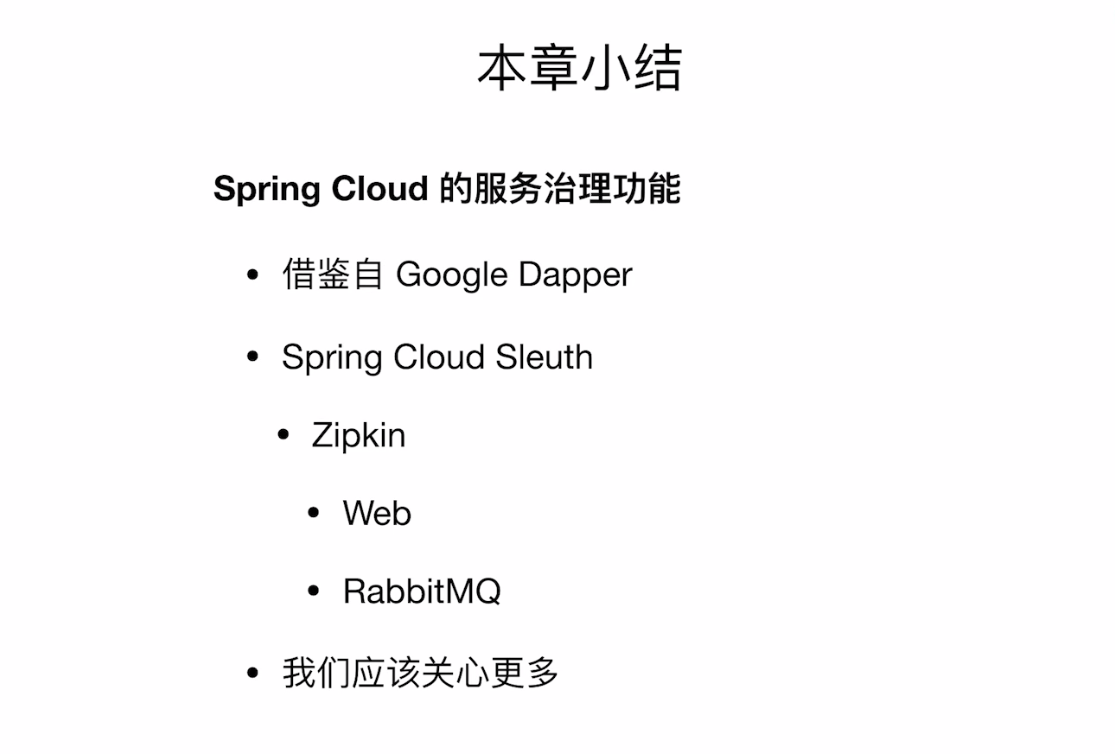 本章小结
Spring Cloud 的服务治理功能
• 借鉴自 Google Dapper
• Spring Cloud Sleuth
• Zipkin
• Web
• RabbitMQ
• 我们应该关心更多